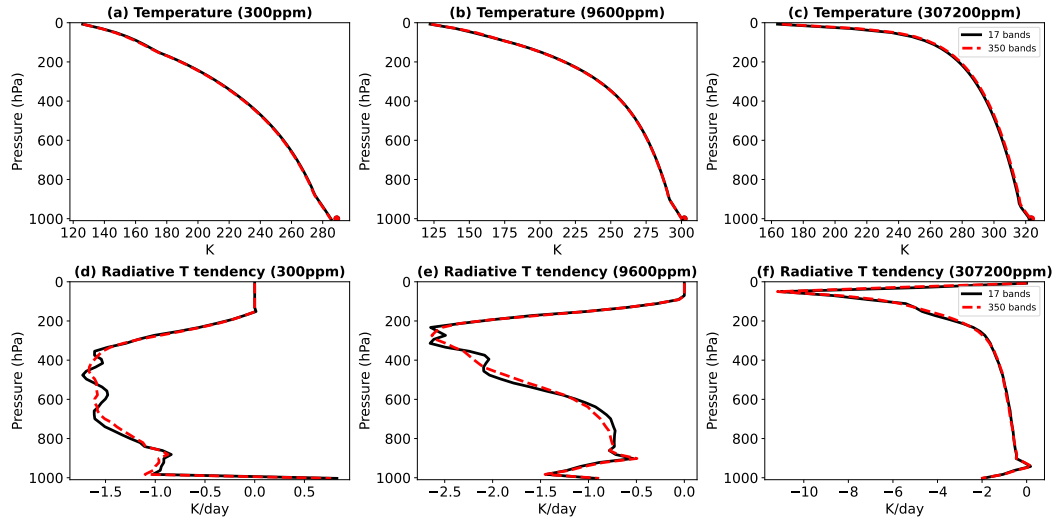 (a) Temperature (300ppm)
0
200
400
600
800
1000
Pressure (hPa)
120 140 160 180 200 220 240 260 280
K
(b) Temperature (9600ppm)
0
200
400
600
800
1000
Pressure (hPa)
125 150 175 200 225 250 275 300
K
(c) Temperature (307200ppm)
17 bands
350 bands
0
200
400
600
800
1000
Pressure (hPa)
160 180 200 220 240 260 280 300 320
K
(d) Radiative T tendency (300ppm)
0
200
400
600
800
1000
Pressure (hPa)
−1.5 −1.0 −0.5 0.0 0.5
K/day
(e) Radiative T tendency (9600ppm)
0
200
400
600
800
1000
Pressure (hPa)
−2.5 −2.0 −1.5 −1.0 −0.5 0.0
K/day
(f) Radiative T tendency (307200ppm)
17 bands
350 bands
0
200
400
600
800
1000
Pressure (hPa)
−10 −8 −6 −4 −2 0
K/day